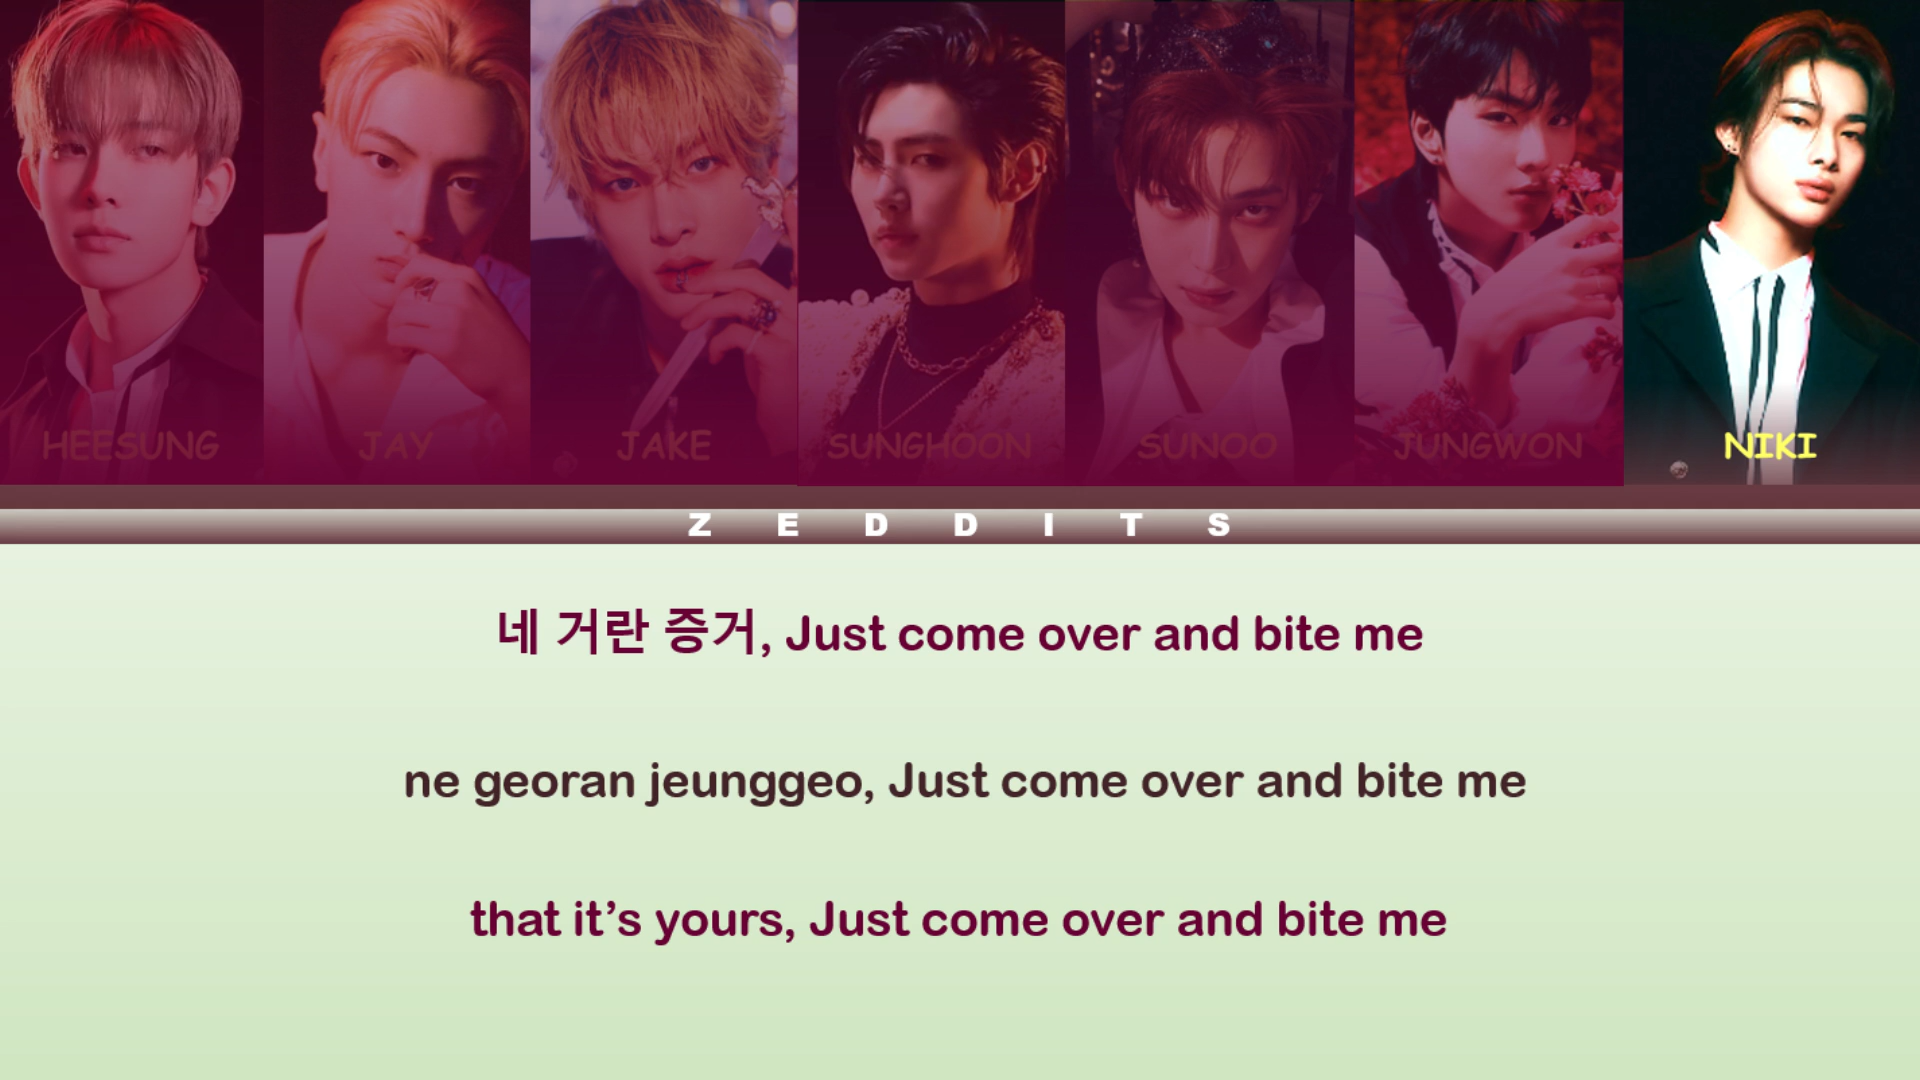 HEESUNG JAY JAKE SUNGHOON SUNOO JUNGWON NIKI
ZEDDITS
네 거란 증거, Just come over and bite me
ne georan jeunggeo, Just come over and bite me
that it’s yours, Just come over and bite me